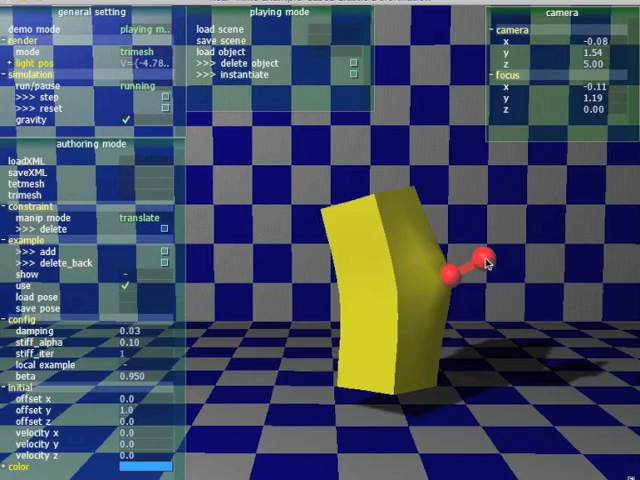 general setting
demo mode playing m..
− render
mode trimesh
+ light pos V={-4.78..
− simulation
run/pause running
>>> step
>>> reset
gravity ✓
playing mode
load scene
save scene
load object
>>> delete object
>>> instantiate
camera
− camera
x -0.08
y 1.54
z 5.00
− focus
x -0.11
y 1.19
z 0.00
authoring mode
loadXML
saveXML
tetmesh
trimesh
− constraint
manip mode translate
>>> delete
− example
>>> add
>>> delete_back
show -
use ✓
load pose
save pose
− config
damping 0.03
stiff_alpha 0.10
stiff_iter 1
local example -
beta 0.950
− initial
offset x 0.0
offset y 1.0
offset z 0.0
velocity x 0.0
velocity y 0.0
velocity z 0.0
+ color